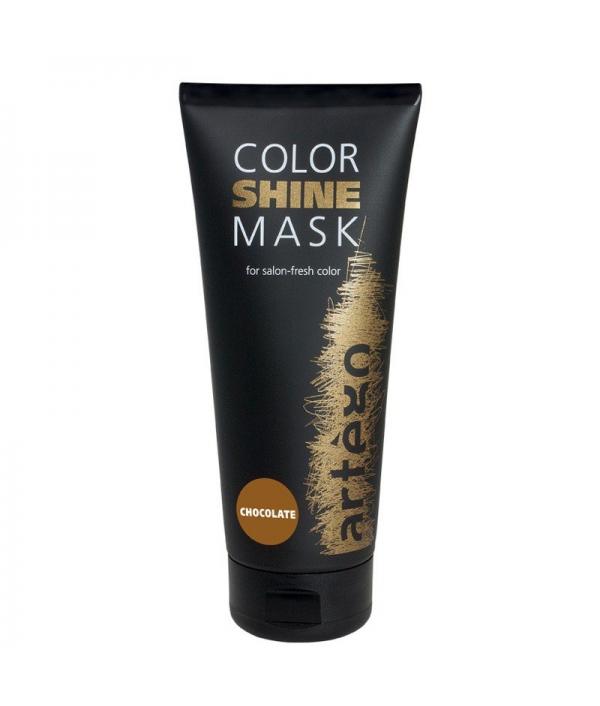 COLOR
SHINE
MASK
for salon-fresh color
artègo
CHOCOLATE